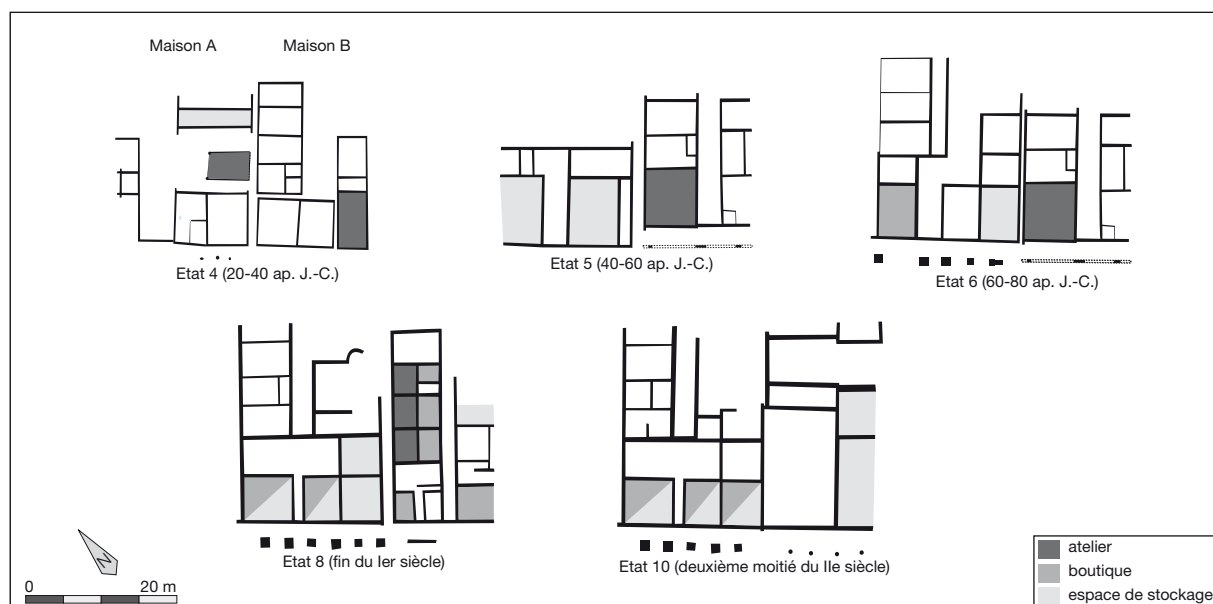 Maison A
Maison B
Etat 4 (20-40 ap. J.-C.)
Etat 5 (40-60 ap. J.-C.)
Etat 6 (60-80 ap. J.-C.)
Etat 8 (fin du Ier siècle)
Etat 10 (deuxième moitié du IIe siècle)
N
0
20 m
atelier
boutique
espace de stockage